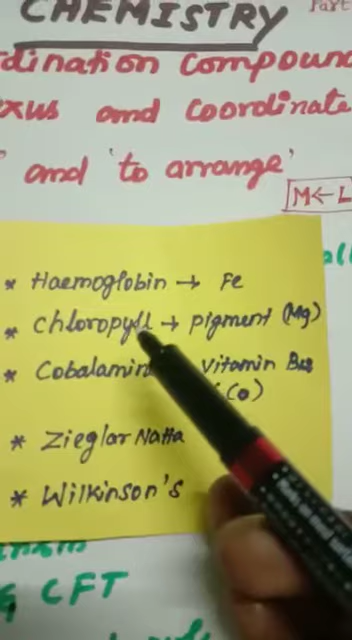 CHEMISTRY Part
dination compound
xus and coordinate
and 'to arrange'
M←L
* Haemoglobin → Fe
* Chloropyll → pigment (Mg)
* Cobalamin vitamin B12
(Co)
* Ziegler Natta
* Wilkinson's
CFT